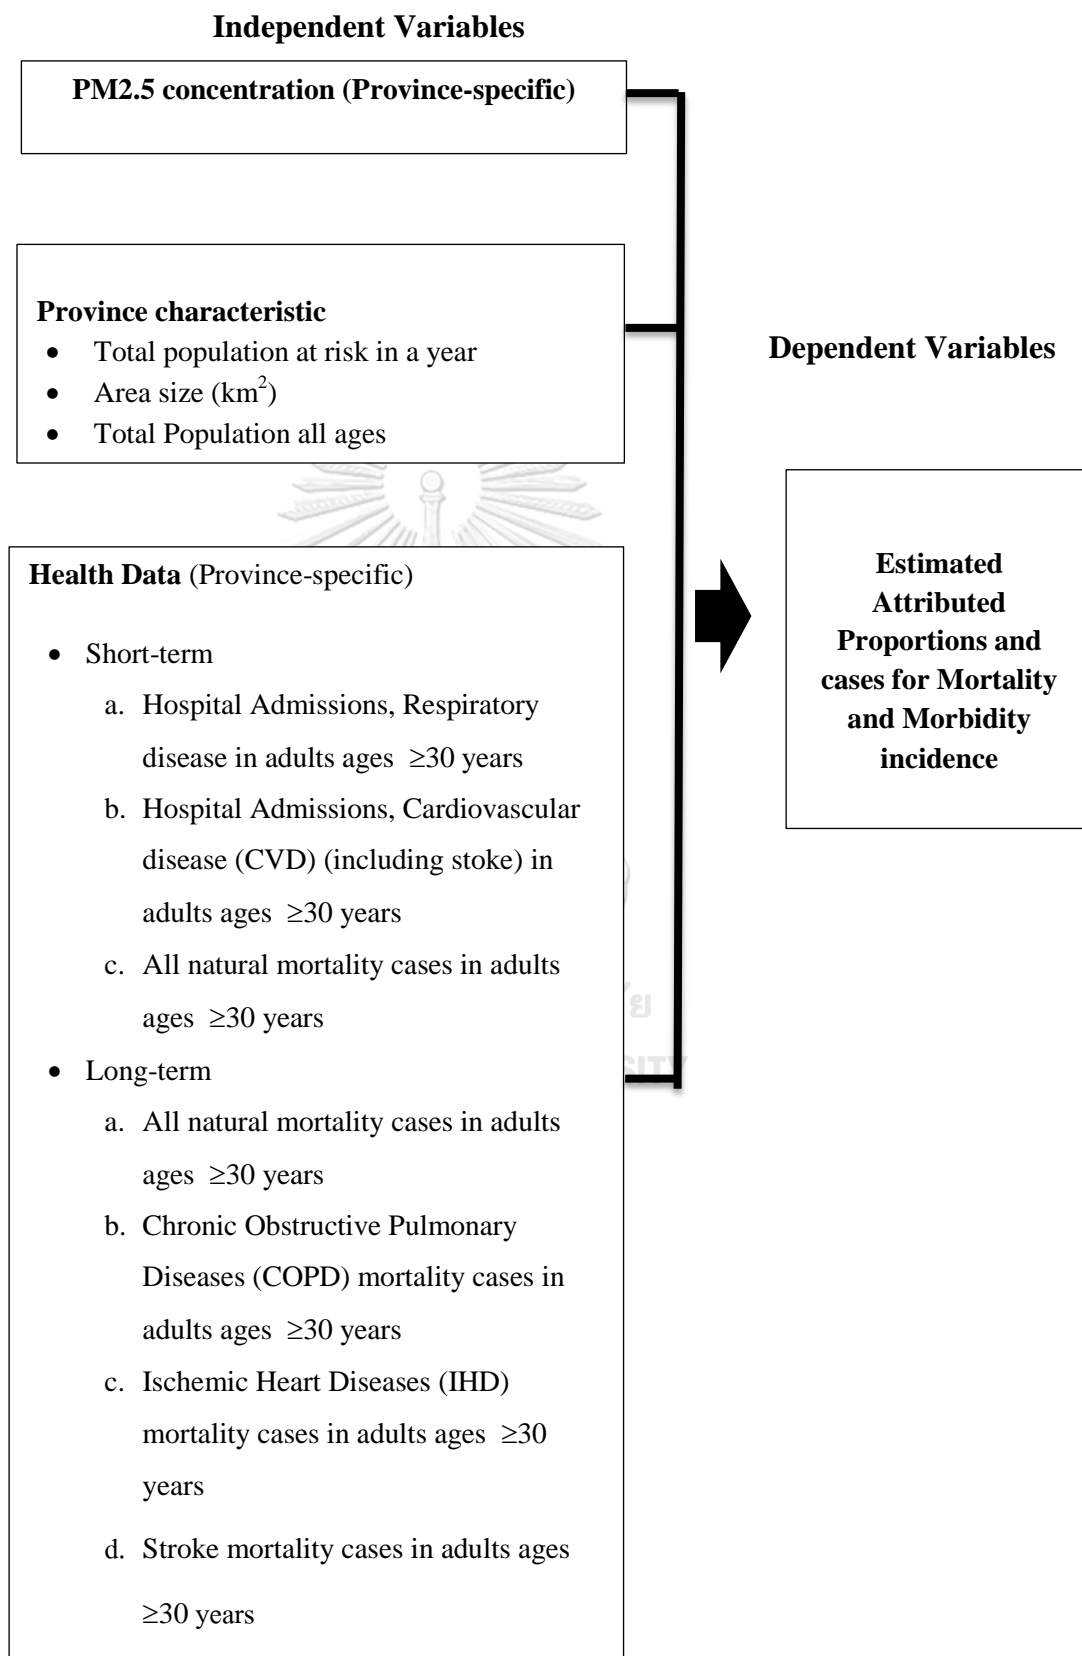 Independent Variables
PM2.5 concentration (Province-specific)
Province characteristic
• Total population at risk in a year
• Area size (km²)
• Total Population all ages
Dependent Variables
Health Data (Province-specific)
• Short-term
a. Hospital Admissions, Respiratory
disease in adults ages ≥30 years
b. Hospital Admissions, Cardiovascular
disease (CVD) (including stoke) in
adults ages ≥30 years
c. All natural mortality cases in adults
ages ≥30 years
• Long-term
a. All natural mortality cases in adults
ages ≥30 years
b. Chronic Obstructive Pulmonary
Diseases (COPD) mortality cases in
adults ages ≥30 years
c. Ischemic Heart Diseases (IHD)
mortality cases in adults ages ≥30
years
d. Stroke mortality cases in adults ages
≥30 years
Estimated
Attributed
Proportions and
cases for Mortality
and Morbidity
incidence